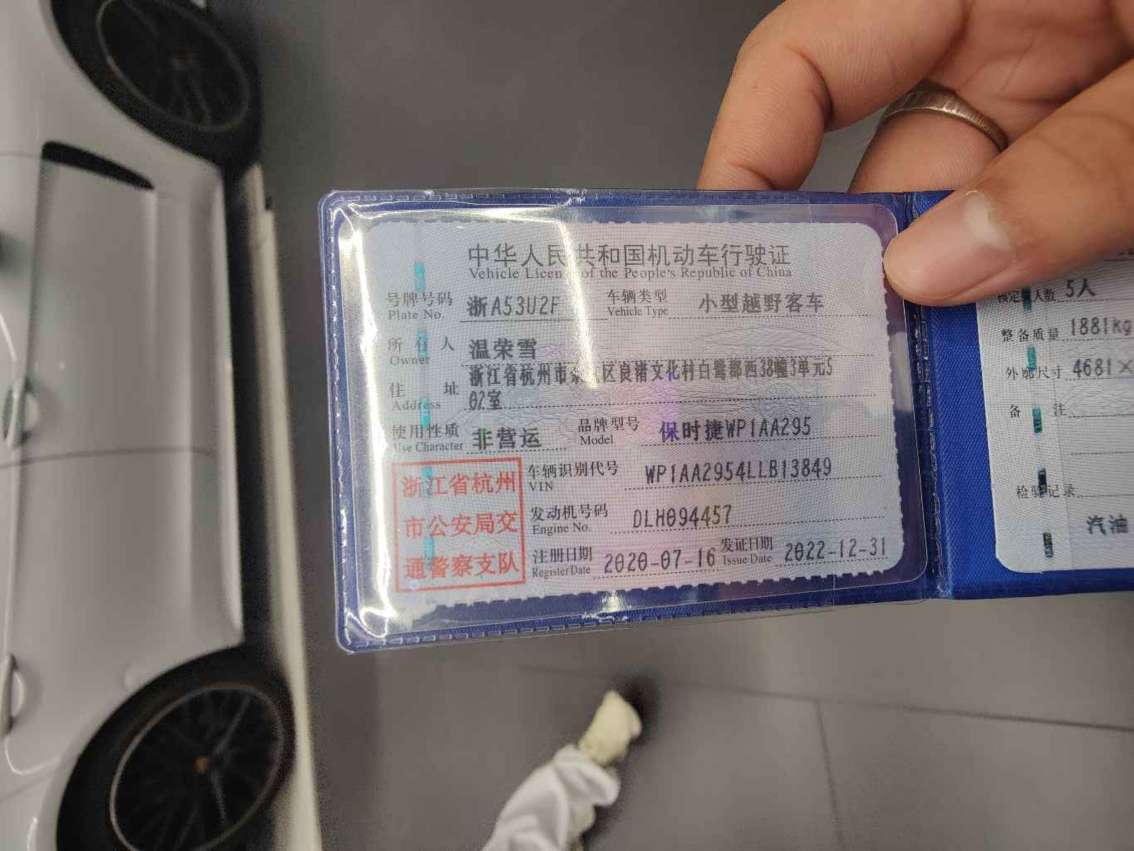 中华人民共和国机动车行驶证
Vehicle License of the People's Republic of China
号牌号码 浙A53U2F 车辆类型 小型越野客车
Plate No. Vehicle Type
所有人 温荣雪
Owner
浙江省杭州市余杭区良渚文化村白鹭郡西38幢3单元5
住址 02室
Address
使用性质 非营运 品牌型号 保时捷WP1AA295
Use Character Model
浙江省杭州
市公安局交
通警察支队
车辆识别代号 WP1AA2954LLB13849
VIN
发动机号码 DLH094457
Engine No.
注册日期 2020-07-16 发证日期 2022-12-31
Register Date Issue Date
核定载人数 5人
整备质量 1881kg
外廓尺寸 4681×
备注
检验记录
汽油